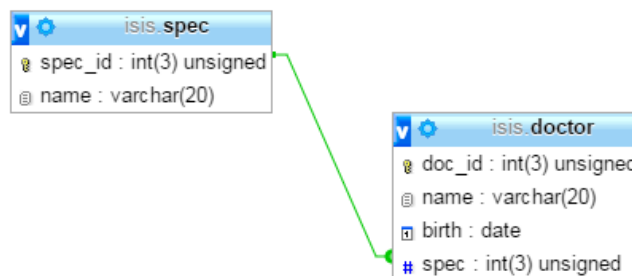 isis.spec
spec_id : int(3) unsigned
name : varchar(20)
isis.doctor
doc_id : int(3) unsigned
name : varchar(20)
birth : date
# spec : int(3) unsigned